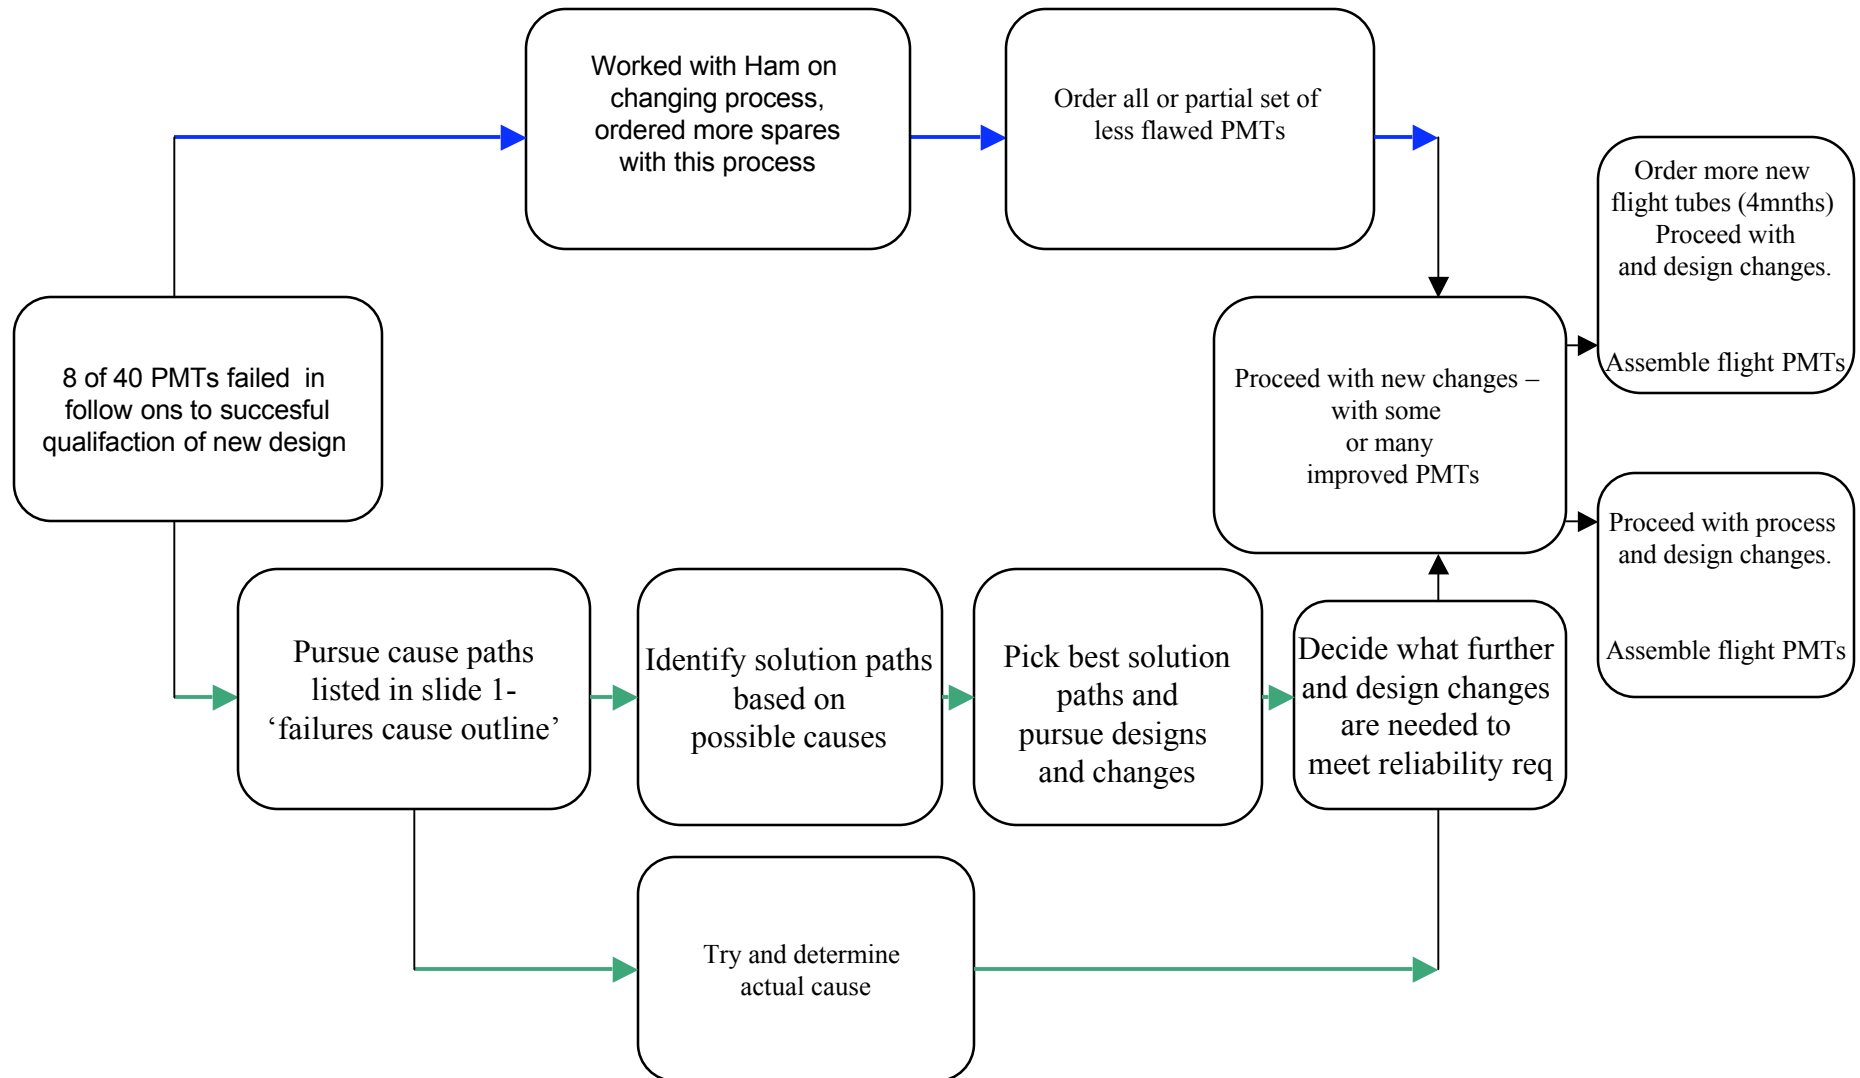 Worked with Ham on
changing process,
ordered more spares
with this process
Order all or partial set of
less flawed PMTs
Order more new
flight tubes (4mnths)
Proceed with
and design changes.
Assemble flight PMTs
8 of 40 PMTs failed in
follow ons to succesful
qualifaction of new design
Proceed with new changes –
with some
or many
improved PMTs
Proceed with process
and design changes.
Assemble flight PMTs
Pursue cause paths
listed in slide 1-
‘failures cause outline’
Identify solution paths
based on
possible causes
Pick best solution
paths and
pursue designs
and changes
Decide what further
and design changes
are needed to
meet reliability req
Try and determine
actual cause